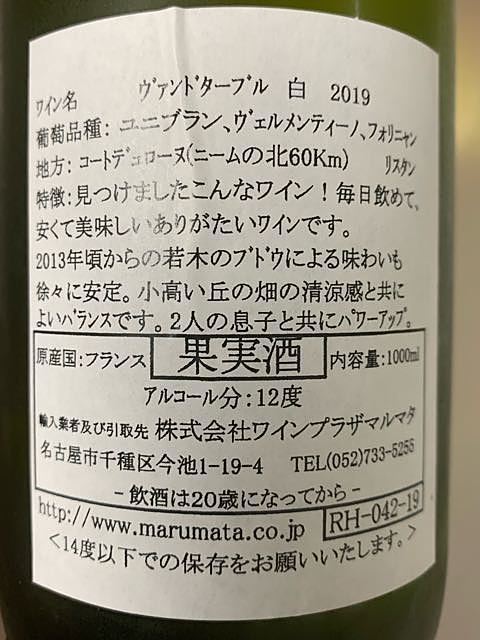 ワイン名 ヴァンドターブル 白 2019
葡萄品種: ユニブラン、ヴェルメンティーノ、フォリニャン
地方: コートデュローヌ(ニームの北60Km) リスタン
特徴:見つけましたこんなワイン!毎日飲めて、
安くて美味しいありがたいワインです。
2013年頃からの若木のブドウによる味わいも
徐々に安定。小高い丘の畑の清涼感と共に
よいバランスです。2人の息子と共にパワーアップ。
原産国:フランス 果実酒 内容量:1000ml
アルコール分:12度
輸入業者及び引取先 株式会社ワインプラザマルマタ
名古屋市千種区今池1-19-4 TEL(052)733-5255
- 飲酒は20歳になってから -
http://www.marumata.co.jp RH-042-19
<14度以下での保存をお願いいたします。>